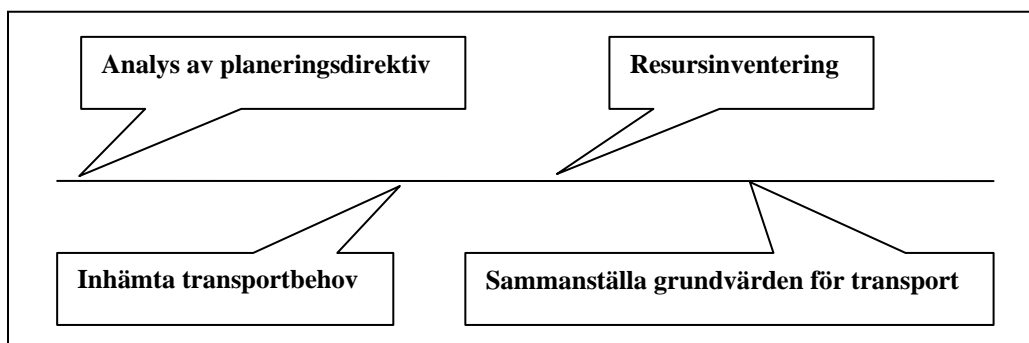 Analys av planeringsdirektiv
Resursinventering
Inhämta transportbehov
Sammanställa grundvärden för transport